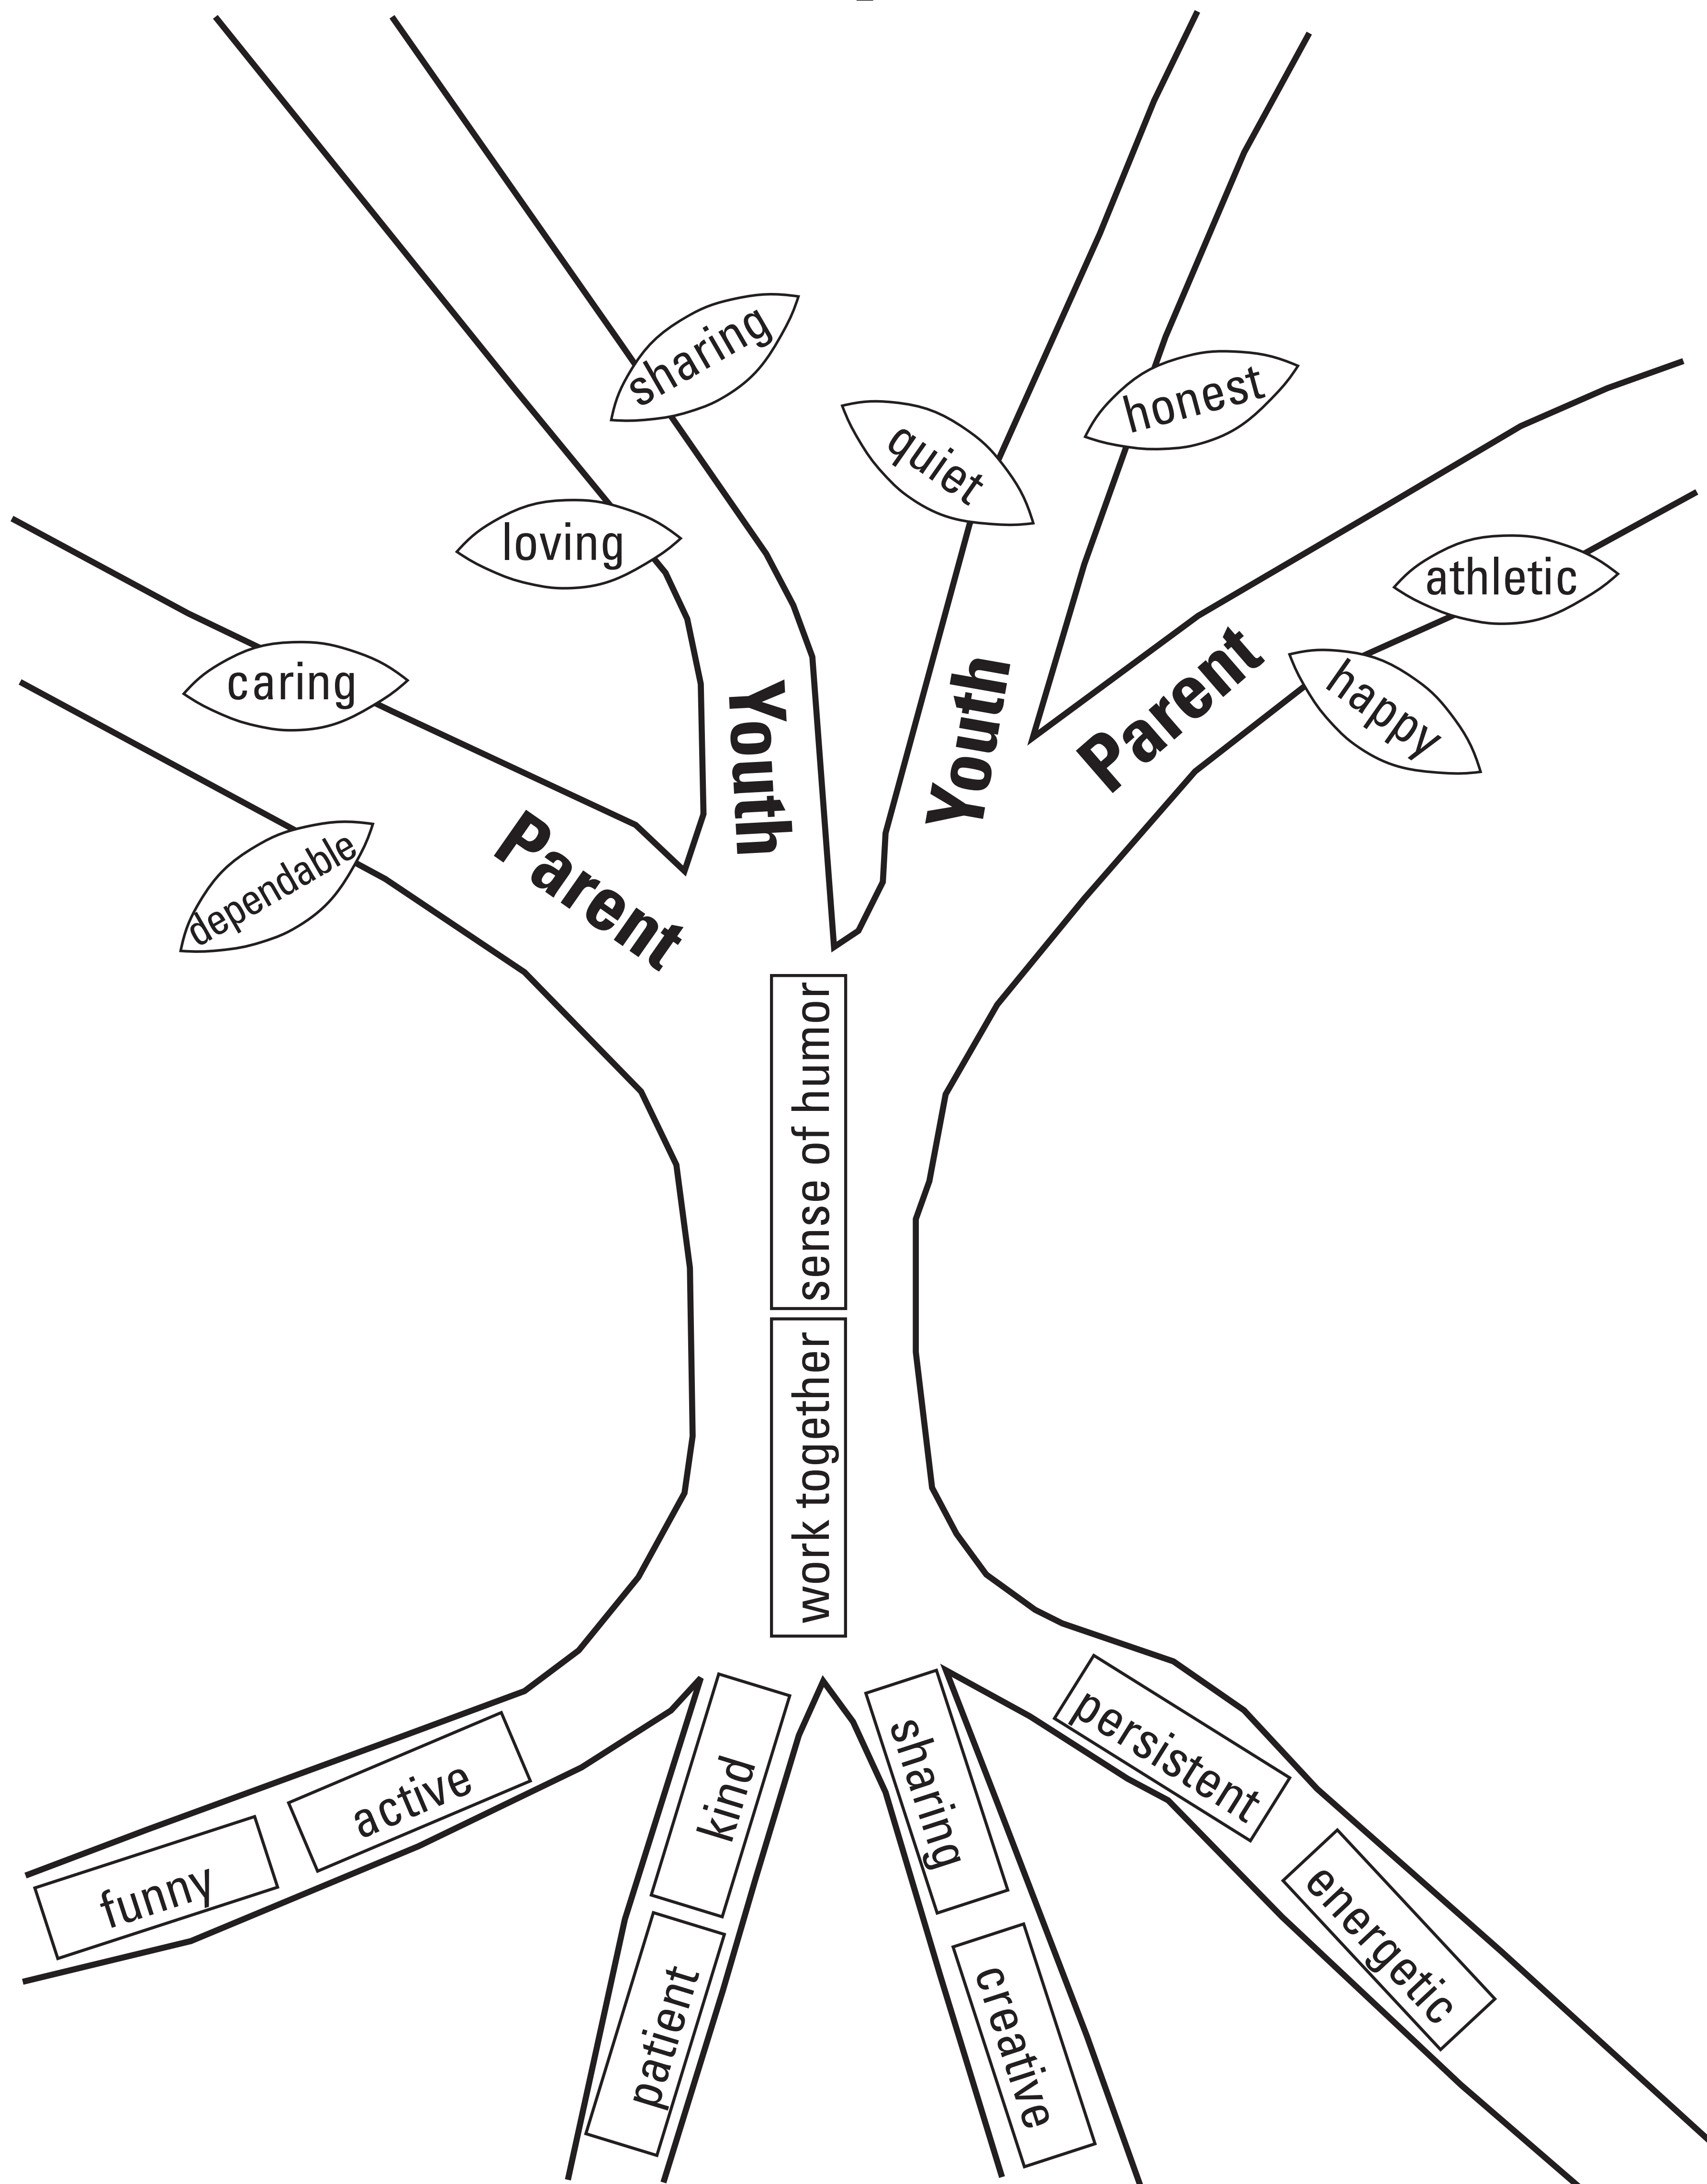 sharing
honest
quiet
loving
athletic
caring
happy
Youth
Youth
Parent
dependable
Parent
sense of humor
work together
persistent
kind
sharing
active
funny
energetic
patient
creative